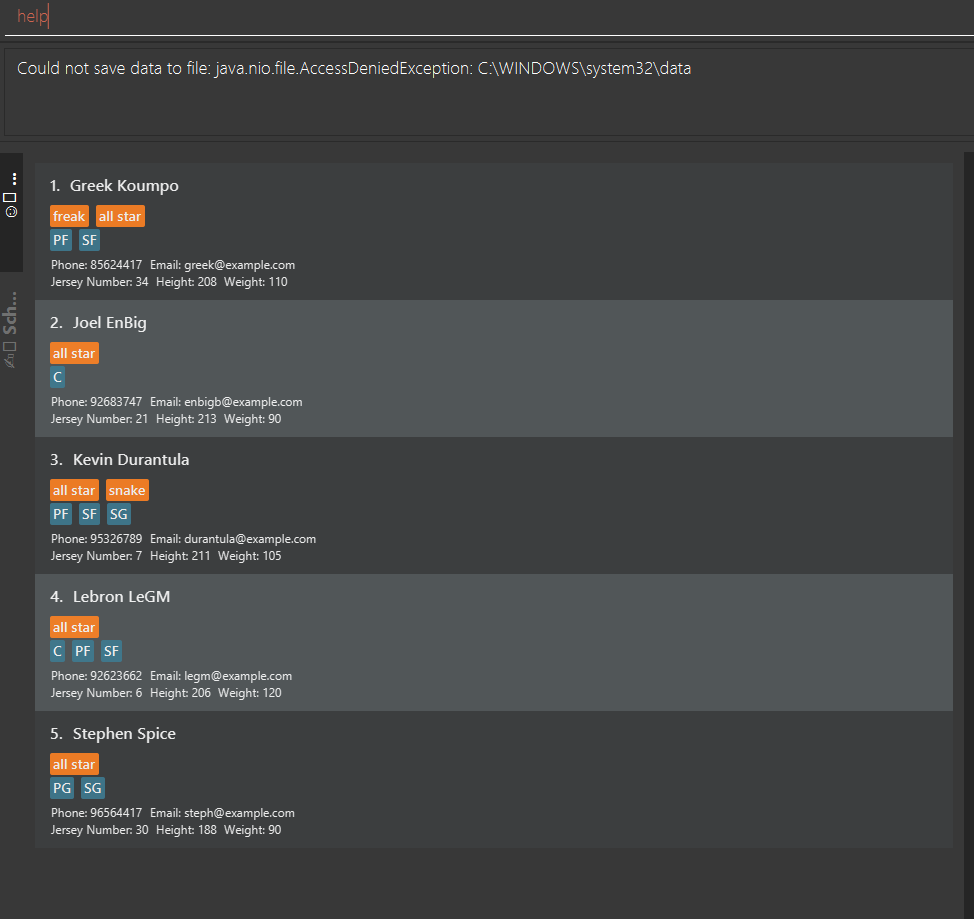 help
Could not save data to file: java.nio.file.AccessDeniedException: C:\WINDOWS\system32\data
Sch...
1. Greek Koumpo
freak all star
PF SF
Phone: 85624417 Email: greek@example.com
Jersey Number: 34 Height: 208 Weight: 110
2. Joel EnBig
all star
C
Phone: 92683747 Email: enbigb@example.com
Jersey Number: 21 Height: 213 Weight: 90
3. Kevin Durantula
all star snake
PF SF SG
Phone: 95326789 Email: durantula@example.com
Jersey Number: 7 Height: 211 Weight: 105
4. Lebron LeGM
all star
C PF SF
Phone: 92623662 Email: legm@example.com
Jersey Number: 6 Height: 206 Weight: 120
5. Stephen Spice
all star
PG SG
Phone: 96564417 Email: steph@example.com
Jersey Number: 30 Height: 188 Weight: 90